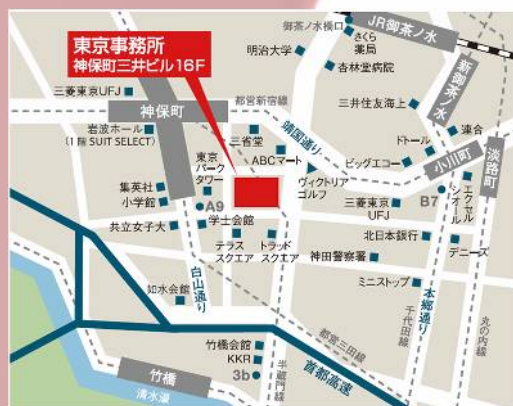 東京事務所
神保町三井ビル16F
御茶ノ水橋口
JR御茶ノ水
さくら
薬局
明治大学
杏林堂病院
新御茶ノ水
三菱東京UFJ
神保町
都営新宿線
三井住友海上
靖国通り
ドトール
連合
岩波ホール
(1階 SUIT SELECT)
三省堂
ABCマート
ビッグエコー
小川町
淡路町
東京
パーク
タワー
集英社
小学館
A9
ヴィクトリア
ゴルフ
三菱東京
UFJ
B7
エクセル
シオール
共立女子大
学士会館
テラス
スクエア
トラッド
スクエア
北日本銀行
神田警察署
デニーズ
白山通り
如水会館
ミニストップ
本郷通り
千代田線
丸の内線
都営三田線
首都高速
竹橋会館
KKR
3b
半蔵門線
竹橋
清水濠